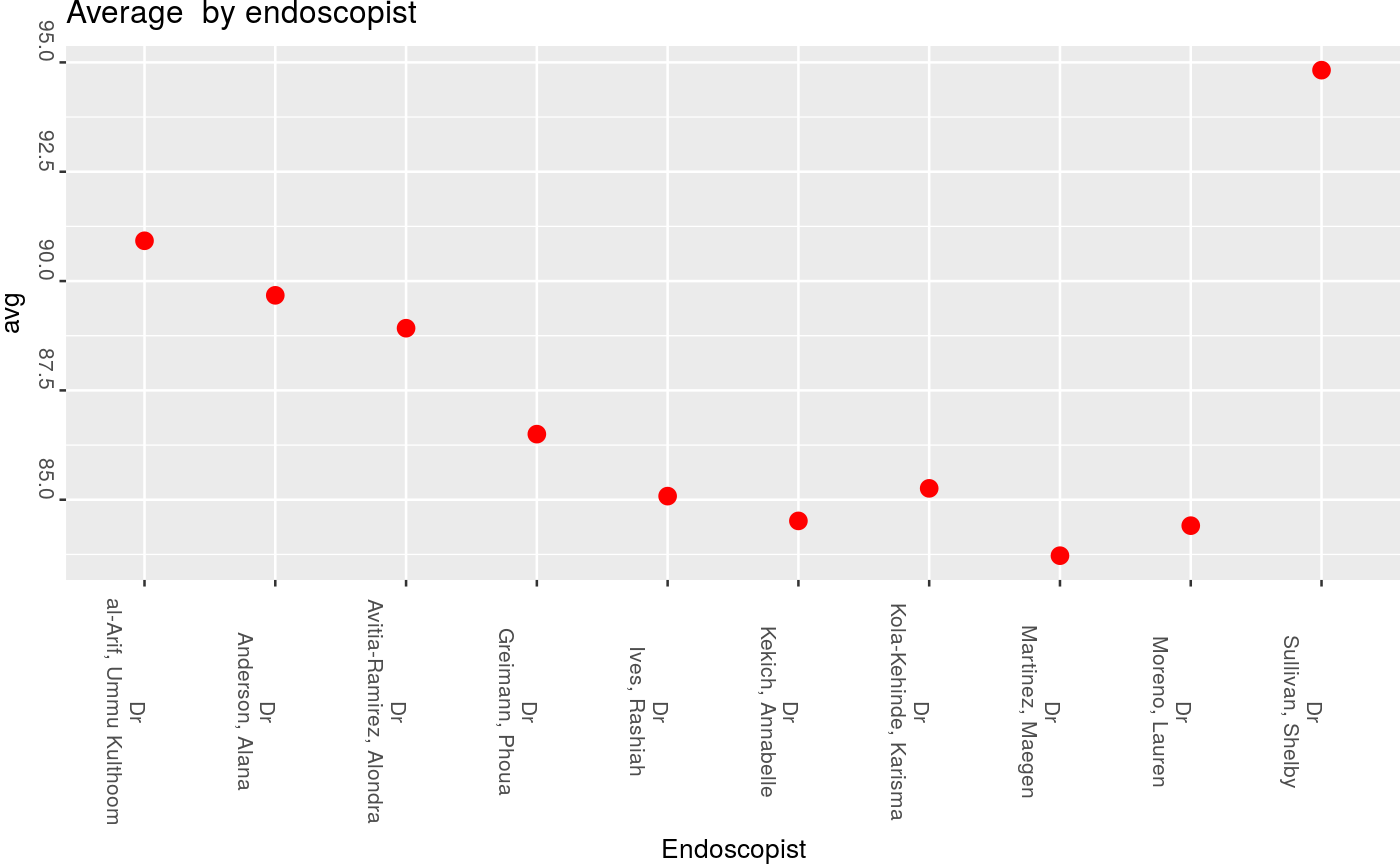 Average  by endoscopist
avg
95.0
92.5
90.0
87.5
85.0
Dr
al-Arif, Ummu Kulthoom
Dr
Anderson, Alana
Dr
Avitia-Ramirez, Alondra
Dr
Greimann, Phoua
Dr
Ives, Rashiah
Dr
Kekich, Annabelle
Dr
Kola-Kehinde, Karisma
Dr
Martinez, Maegen
Dr
Moreno, Lauren
Dr
Sullivan, Shelby
Endoscopist